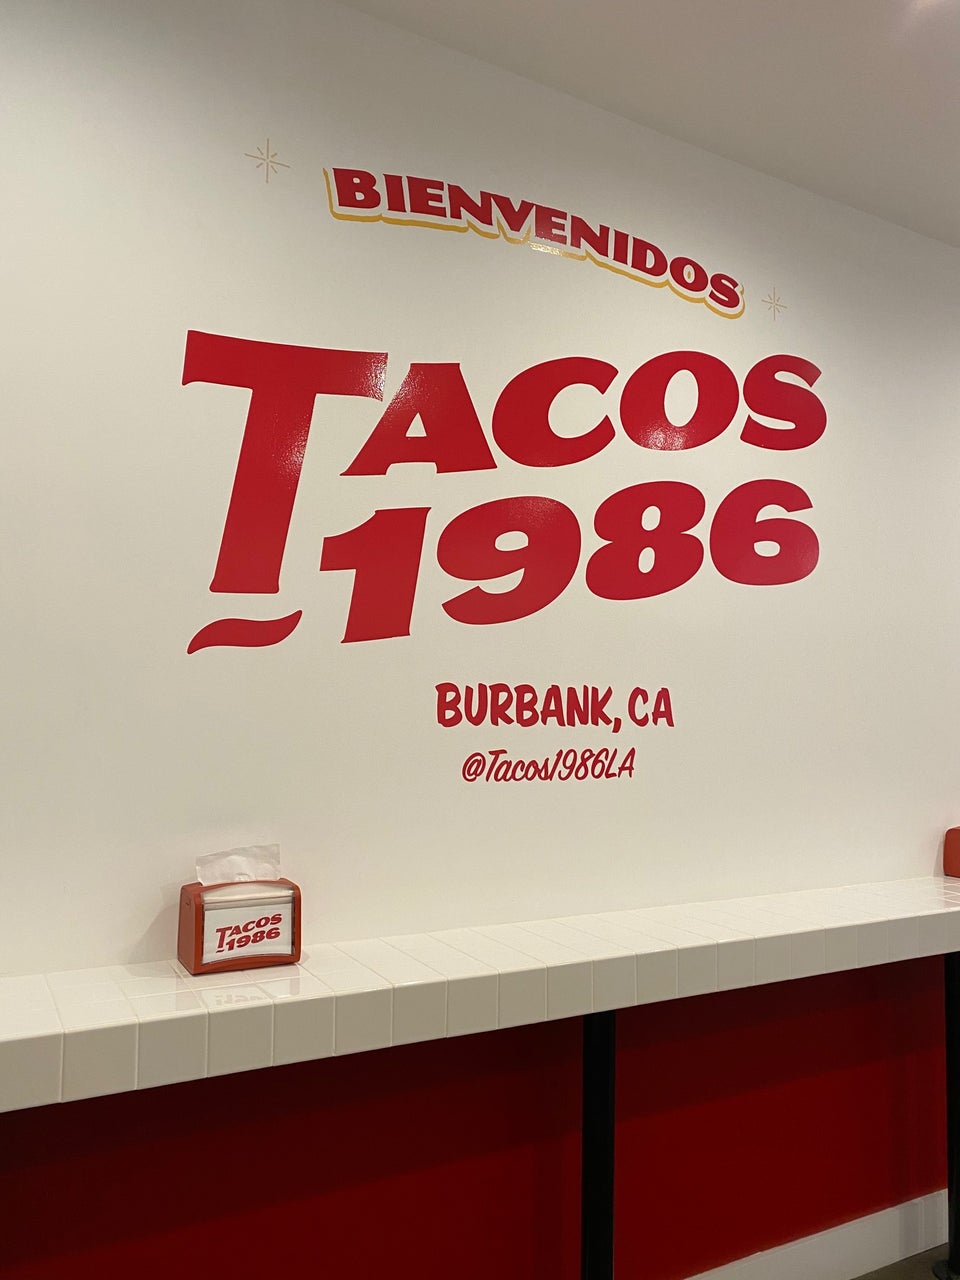 BIENVENIDOS
TACOS
1986
BURBANK, CA
@Tacos1986LA
TACOS
1986